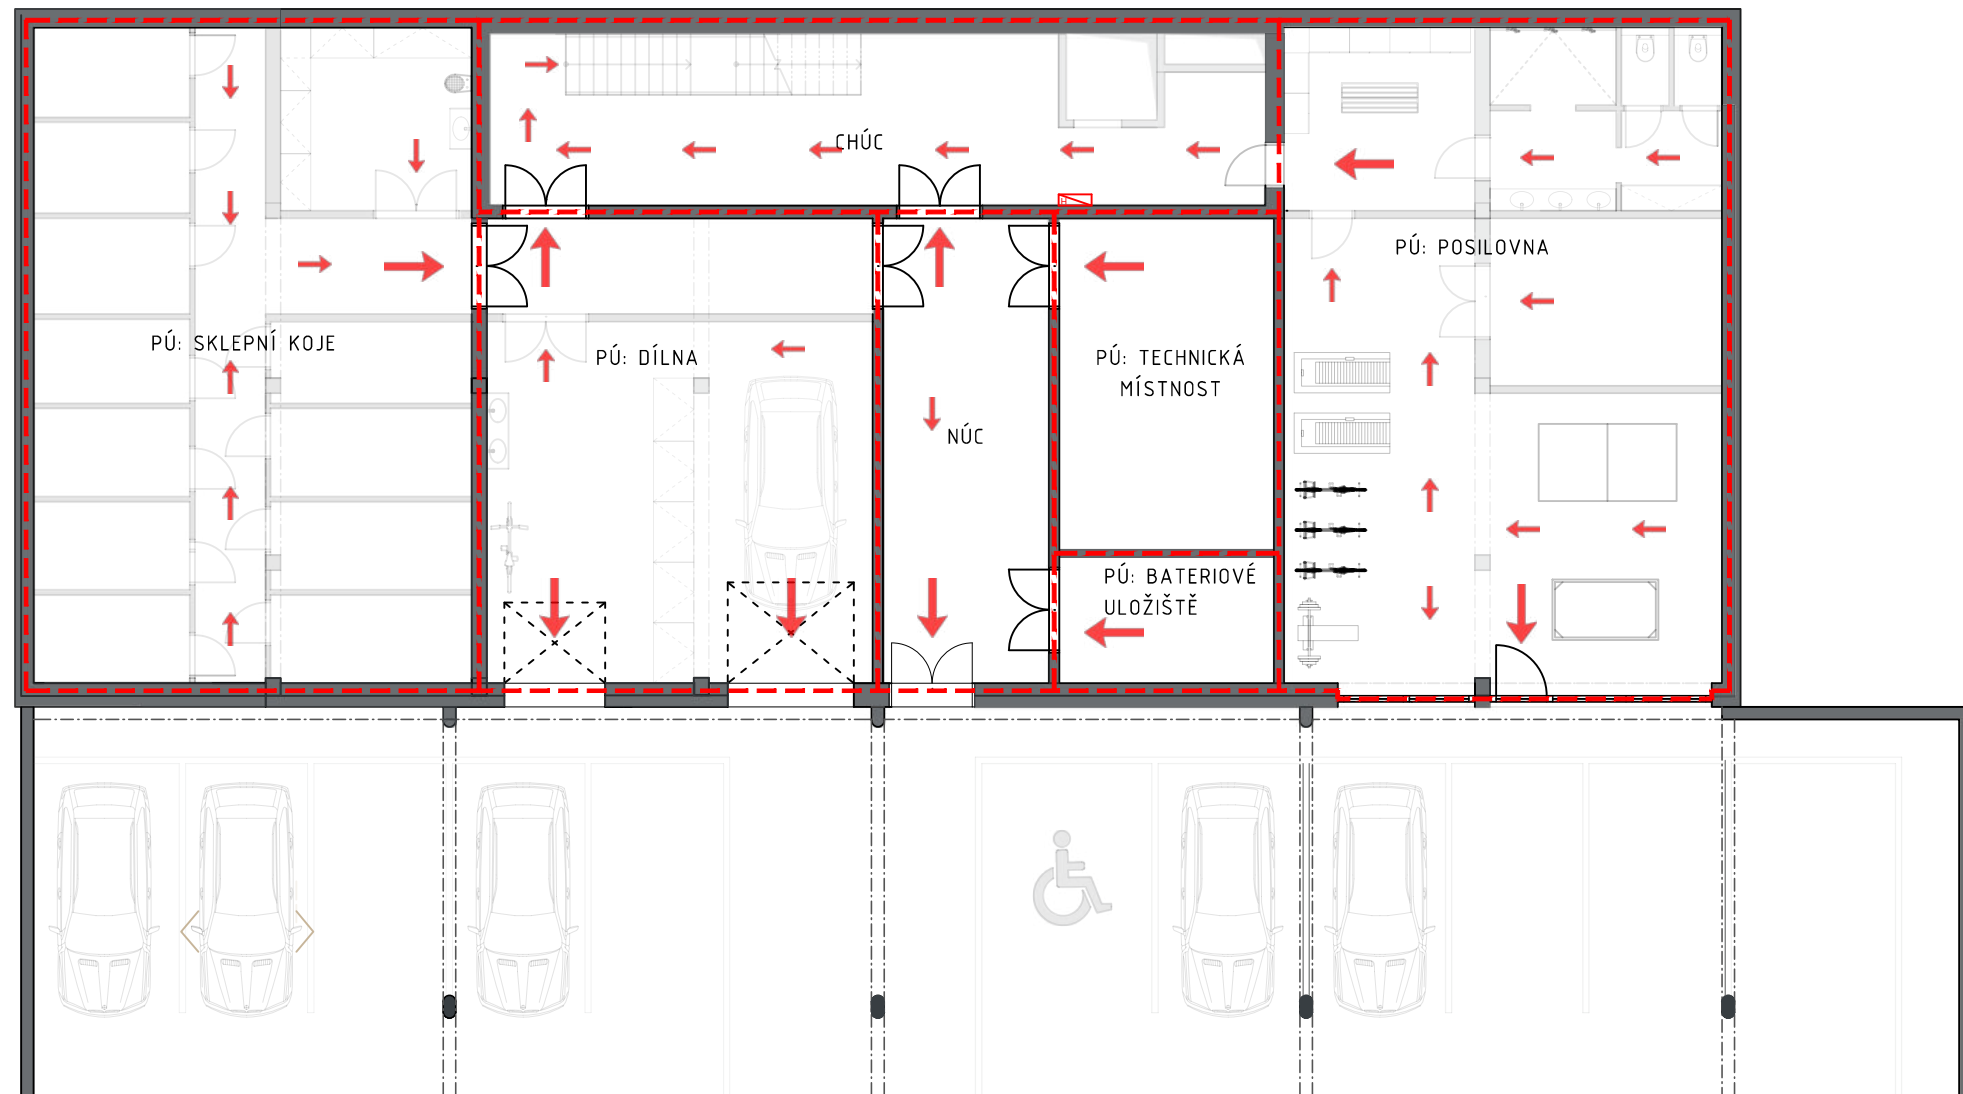 CHÚC
PÚ: POSILOVNA
PÚ: SKLEPNÍ KOJE
PÚ: DÍLNA
PÚ: TECHNICKÁ
MÍSTNOST
NÚC
PÚ: BATERIOVÉ
ULOŽIŠTĚ
H